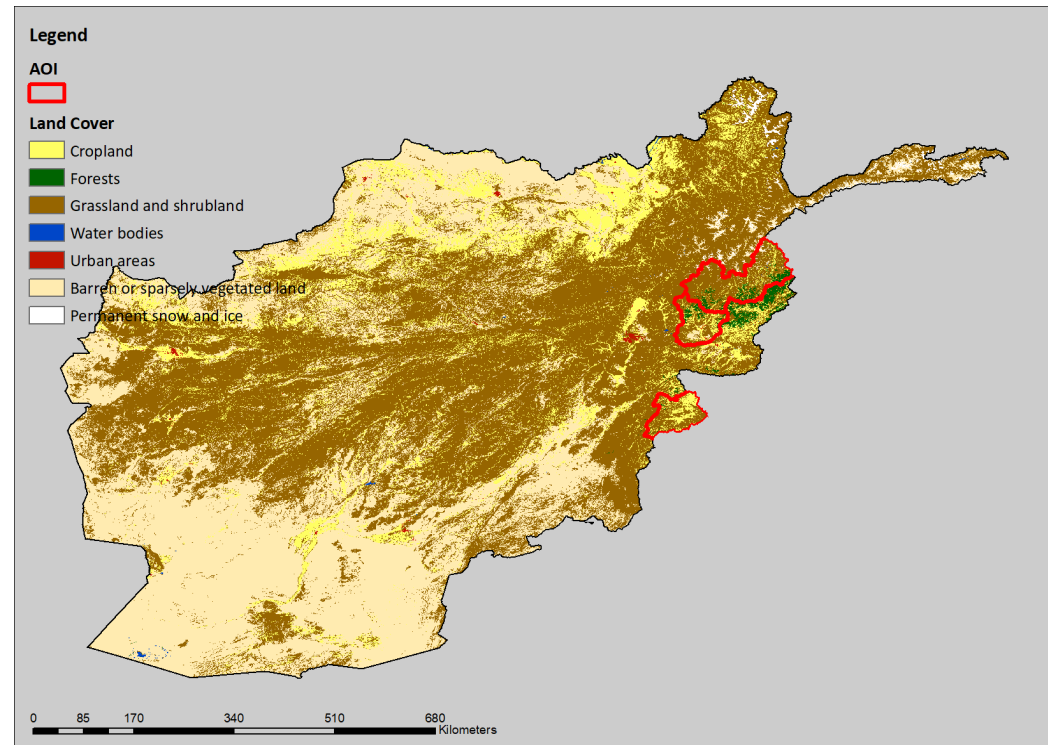 Legend
AOI
Land Cover
Cropland
Forests
Grassland and shrubland
Water bodies
Urban areas
Barren or sparsely vegetated land
Permanent snow and ice
0 85 170 340 510 680
Kilometers